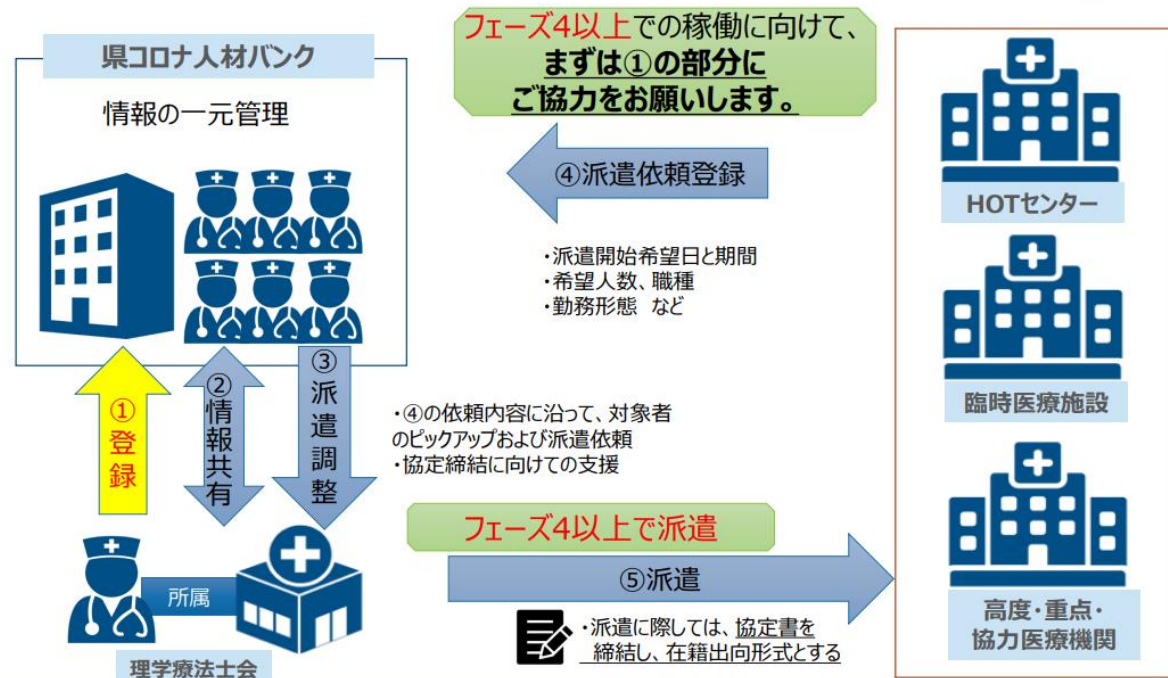 県コロナ人材バンク
情報の一元管理
フェーズ4以上での稼働に向けて、
まずは①の部分に
ご協力をお願いします。
④派遣依頼登録
・派遣開始希望日と期間
・希望人数、職種
・勤務形態 など
HOTセンター
臨時医療施設
高度・重点・
協力医療機関
①登録
②情報共有
③派遣調整
・④の依頼内容に沿って、対象者
のピックアップおよび派遣依頼
・協定締結に向けての支援
フェーズ4以上で派遣
⑤派遣
・派遣に際しては、協定書を
締結し、在籍出向形式とする
所属
理学療法士会